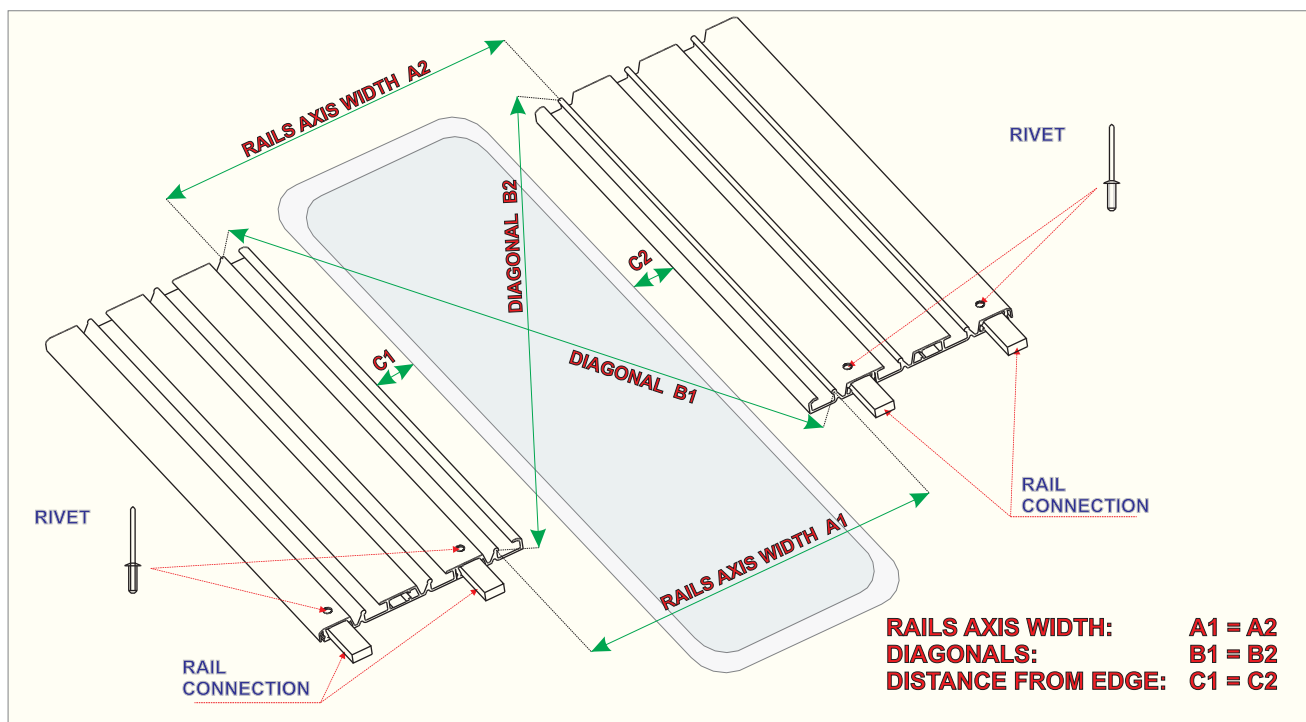 RAILS AXIS WIDTH A2
RIVET
DIAGONAL B2
C2
C1
DIAGONAL B1
RAIL
CONNECTION
RIVET
RAILS AXIS WIDTH A1
RAILS AXIS WIDTH: A1 = A2
DIAGONALS: B1 = B2
DISTANCE FROM EDGE: C1 = C2
RAIL
CONNECTION